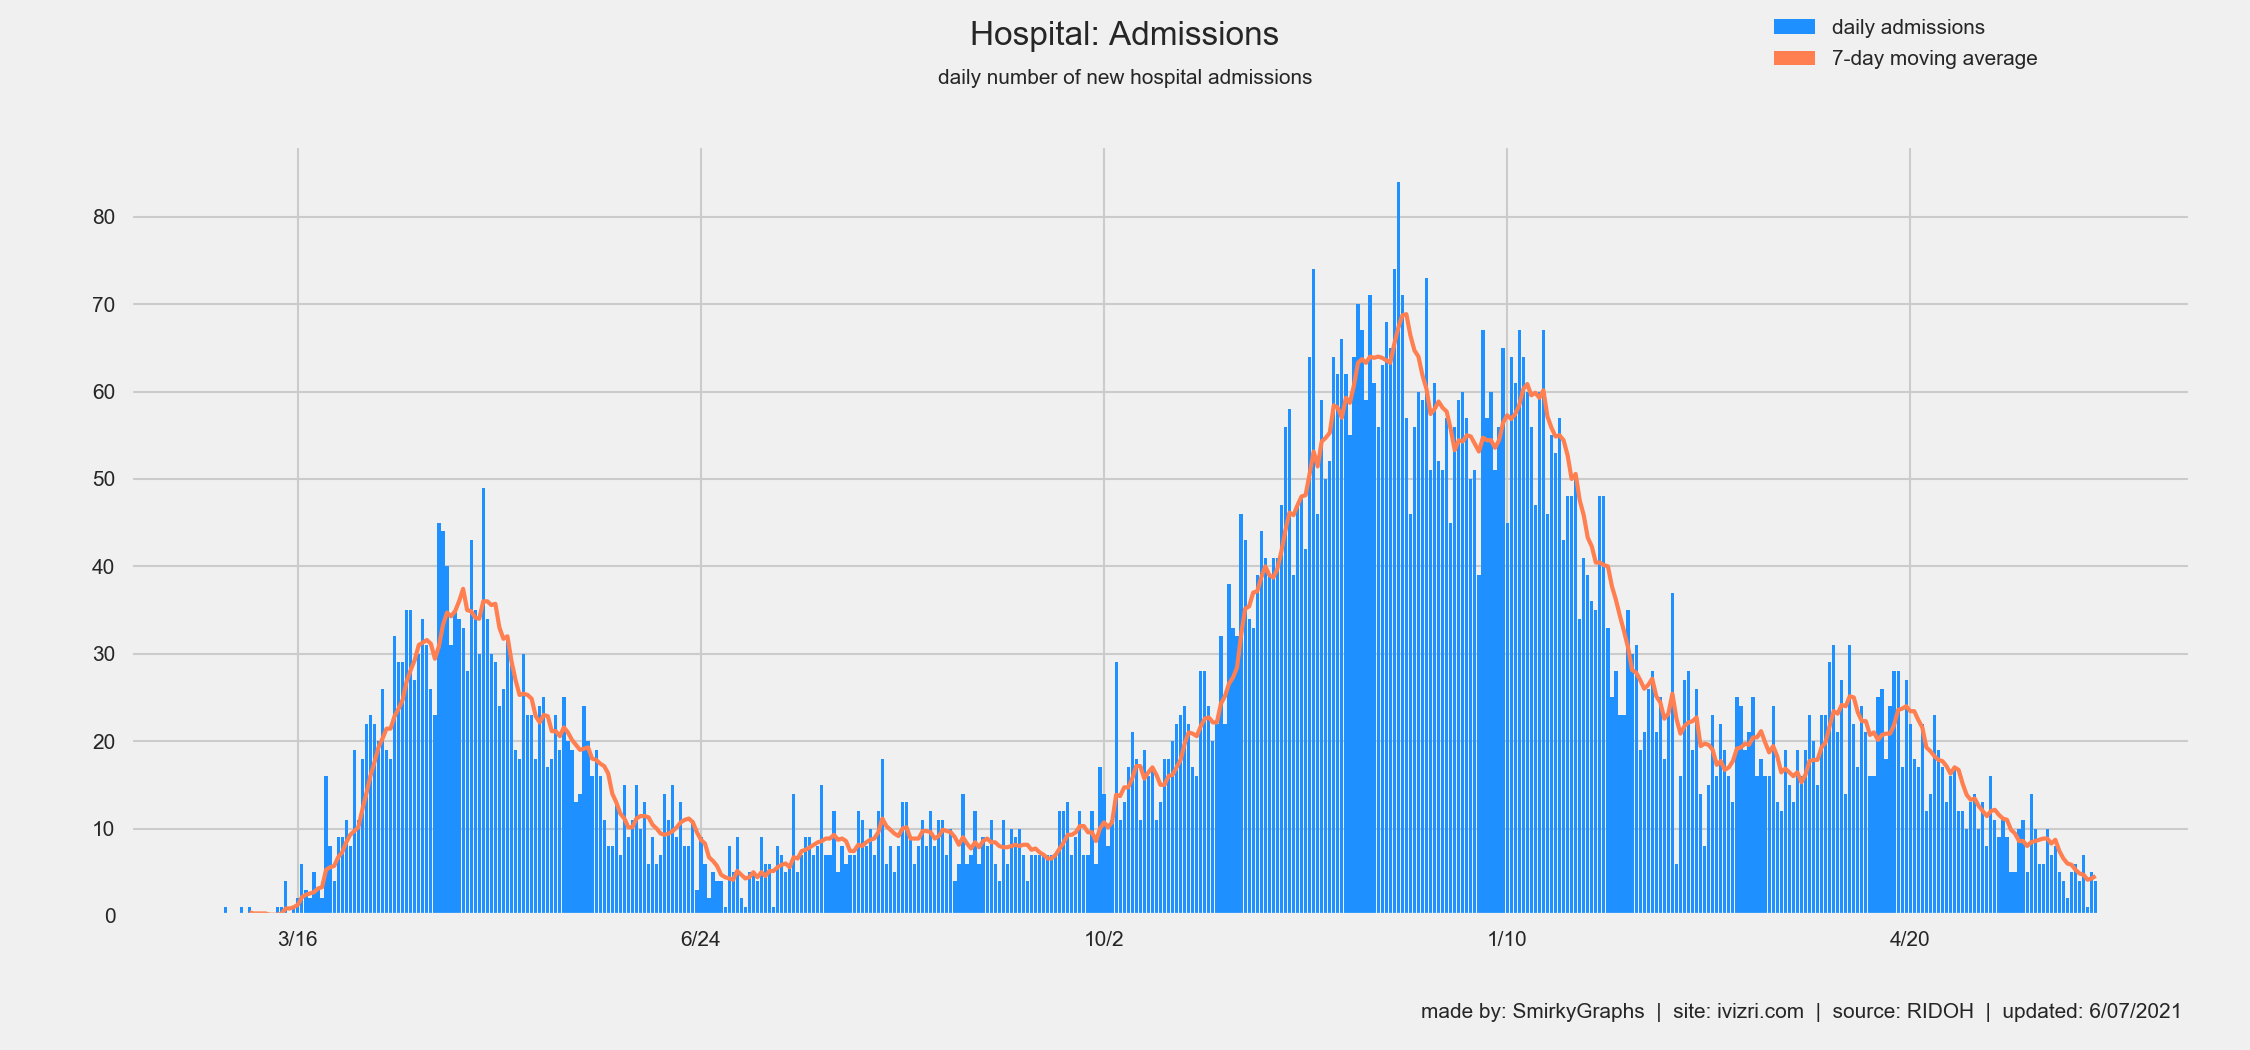 Hospital: Admissions
daily number of new hospital admissions
daily admissions
7-day moving average
80
70
60
50
40
30
20
10
0
3/16
6/24
10/2
1/10
4/20
made by: SmirkyGraphs | site: ivizri.com | source: RIDOH | updated: 6/07/2021